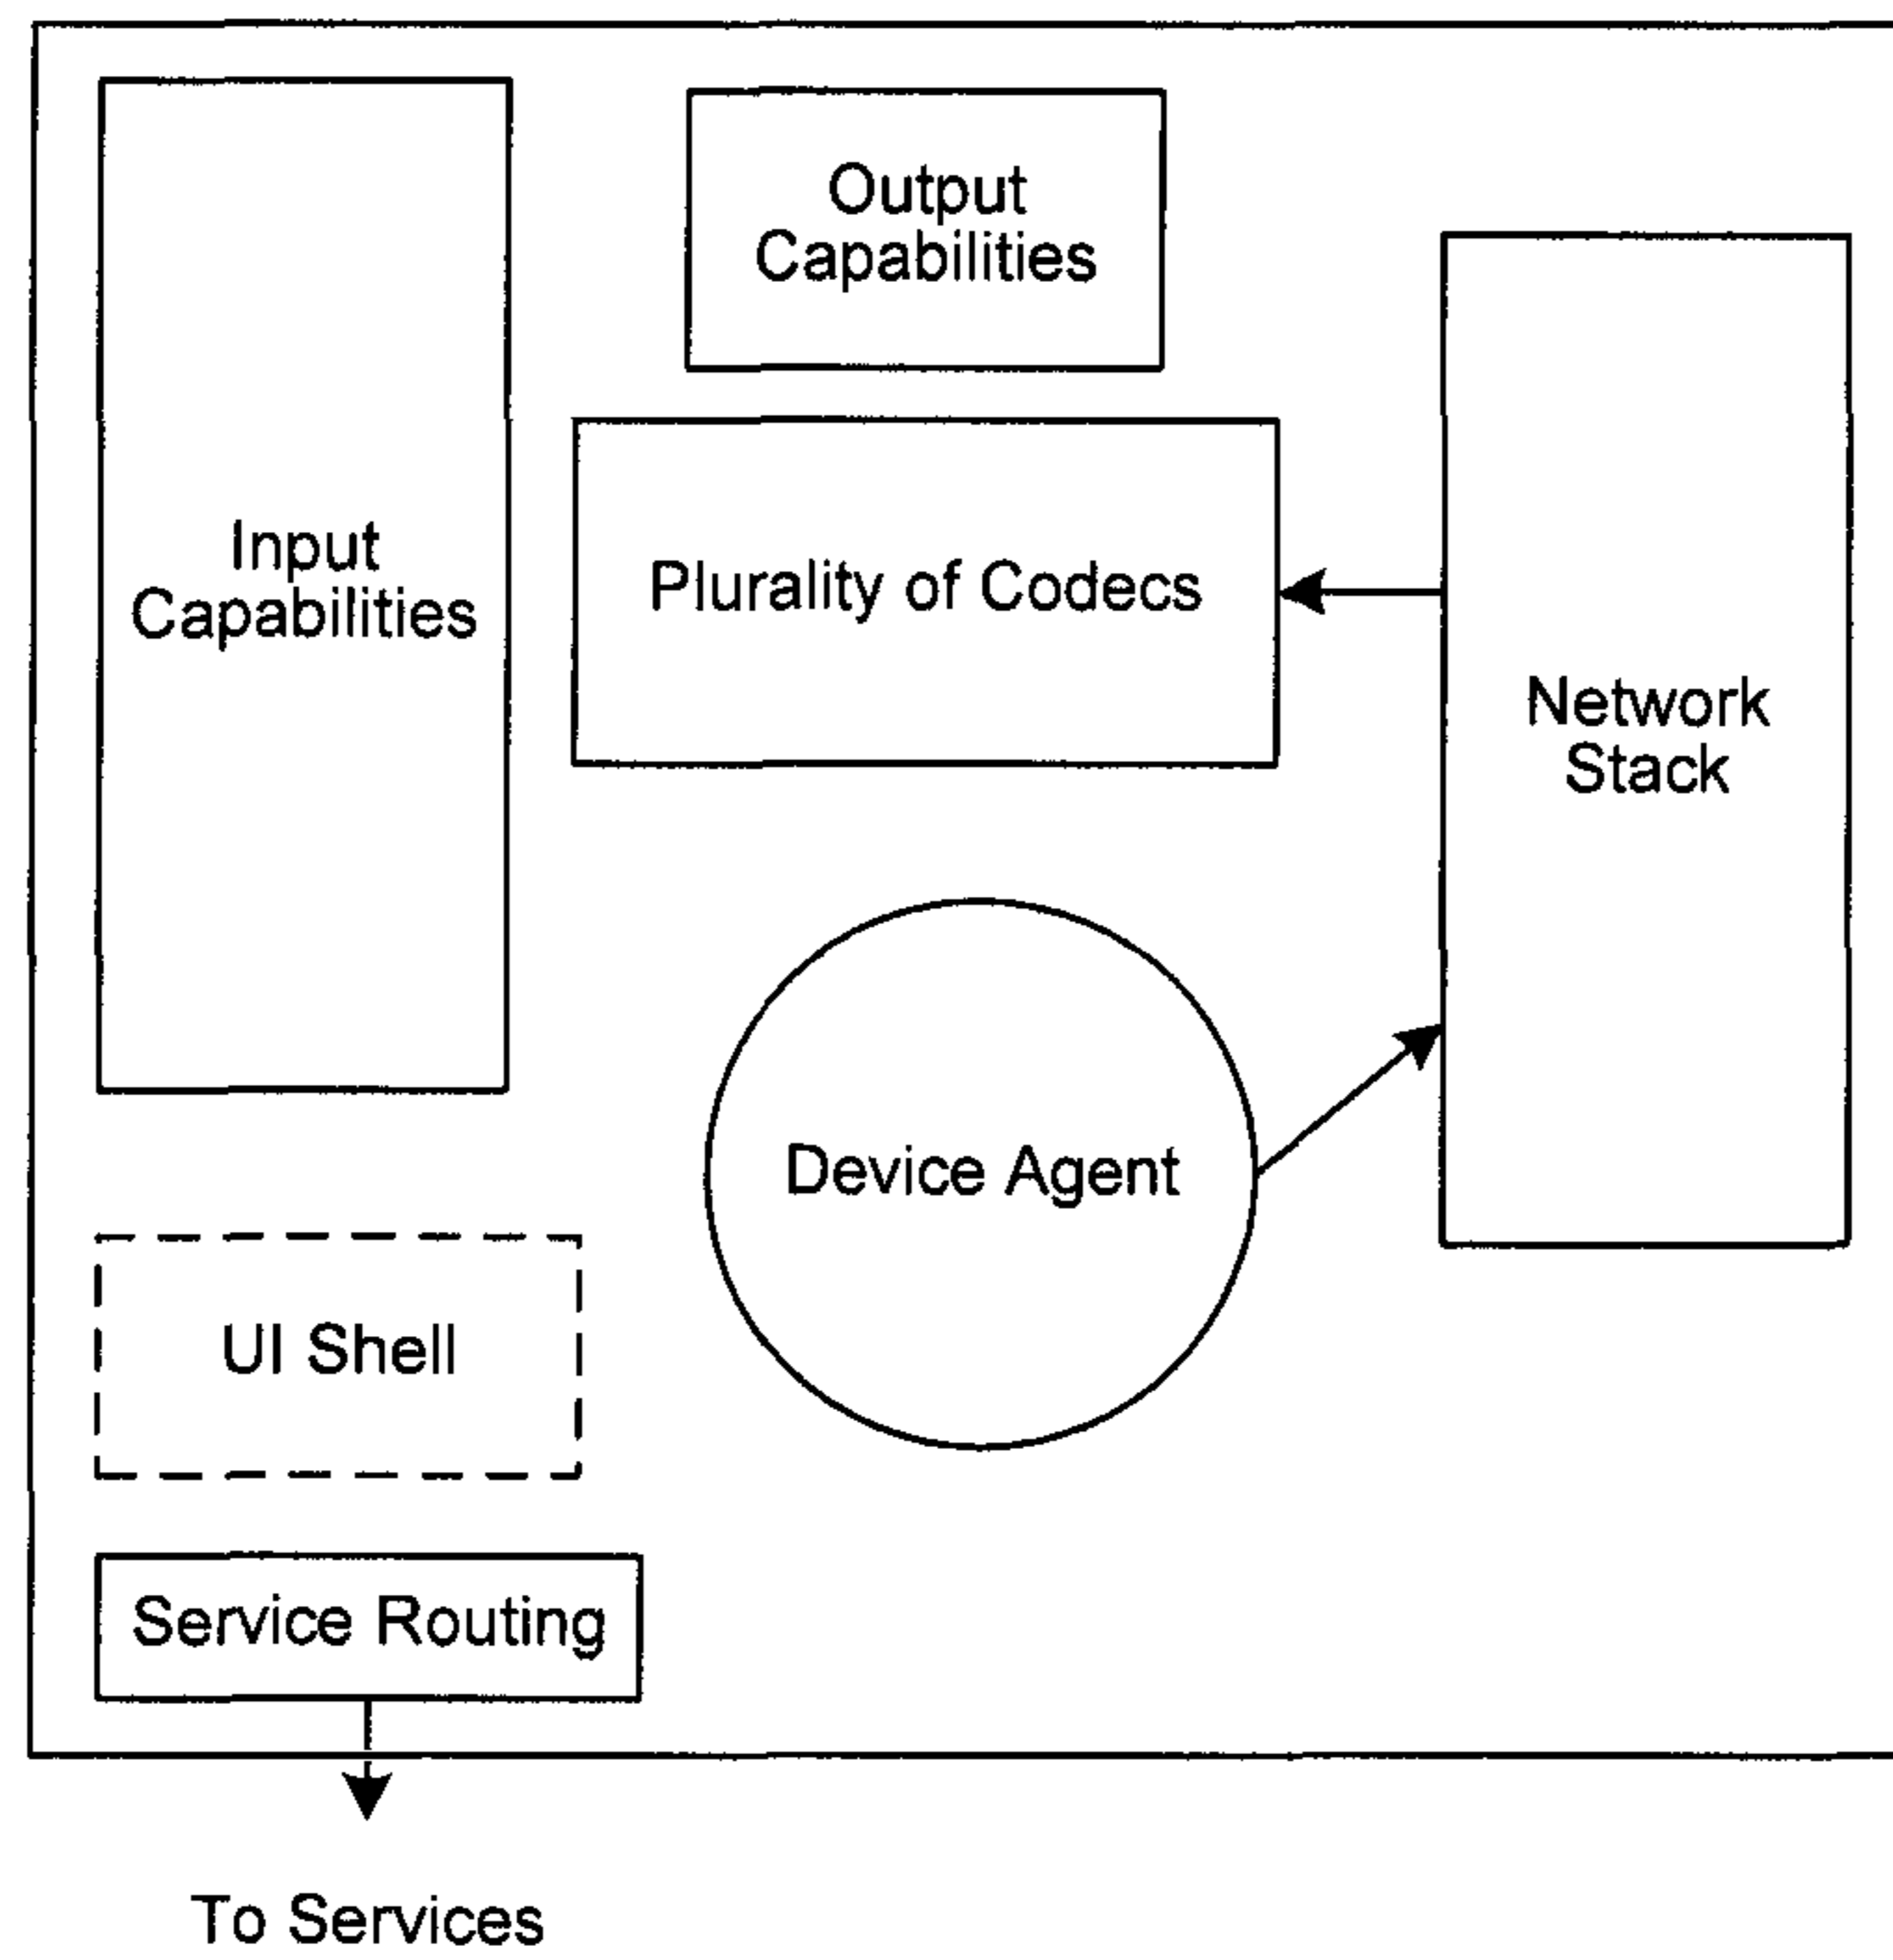 Output
Capabilities
Input
Capabilities
Plurality of Codecs
Network
Stack
Device Agent
UI Shell
Service Routing
To Services